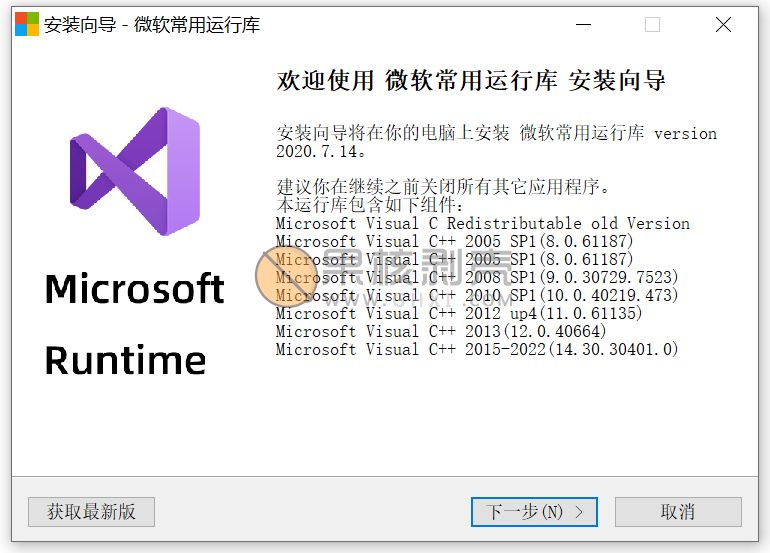 安装向导 - 微软常用运行库
欢迎使用 微软常用运行库 安装向导
安装向导将在你的电脑上安装 微软常用运行库 version
2020.7.14。
建议你在继续之前关闭所有其它应用程序。
本运行库包含如下组件:
Microsoft Visual C Redistributable old Version
Microsoft Visual C++ 2005 SP1(8.0.61187)
Microsoft Visual C++ 2005 SP1(8.0.61187)
Microsoft Visual C++ 2008 SP1(9.0.30729.7523)
Microsoft Visual C++ 2010 SP1(10.0.40219.473)
Microsoft Visual C++ 2012 up4(11.0.61135)
Microsoft Visual C++ 2013(12.0.40664)
Microsoft Visual C++ 2015-2022(14.30.30401.0)
果核剥壳
Microsoft
Runtime
获取最新版
下一步(N) >
取消